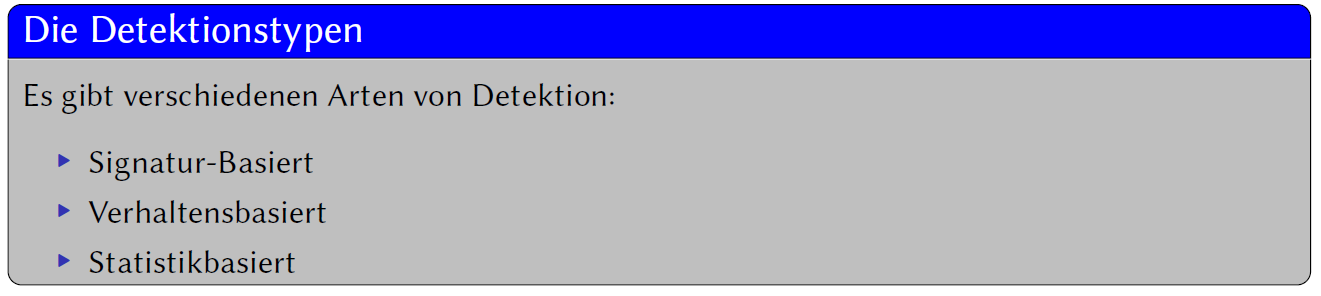 Die Detektionstypen
Es gibt verschiedenen Arten von Detektion:
Signatur-Basiert
Verhaltensbasiert
Statistikbasiert